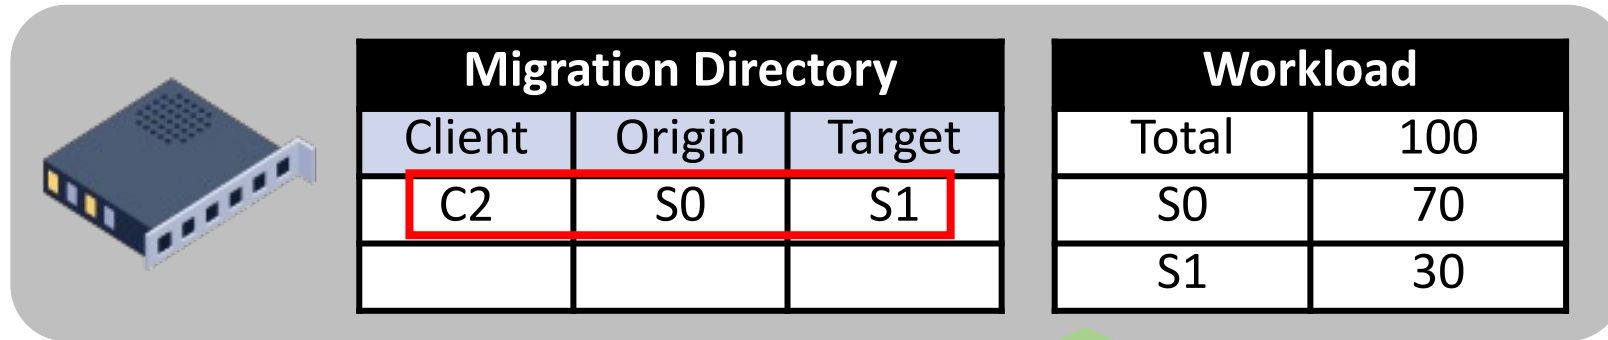 Migration Directory
Client Origin Target
C2 S0 S1
Workload
Total 100
S0 70
S1 30